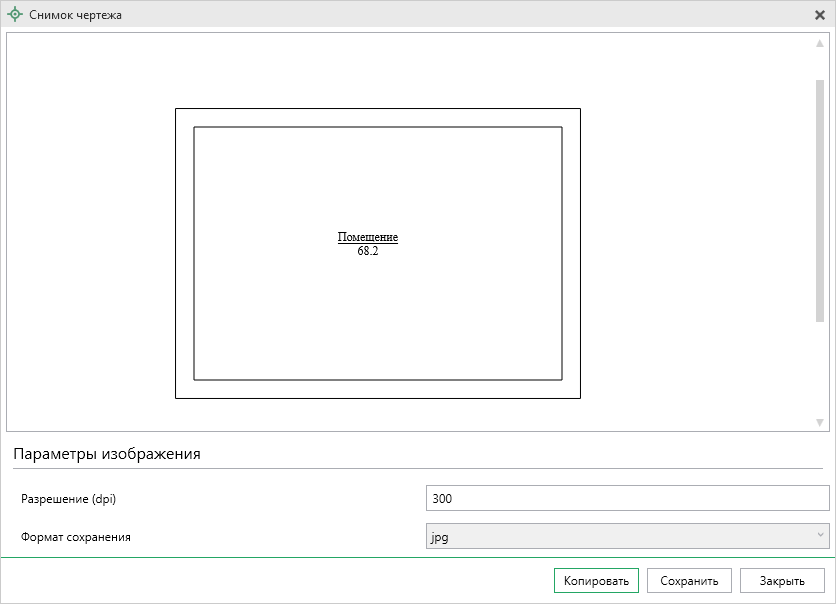 Снимок чертежа
Помещение
68.2
Параметры изображения
Разрешение (dpi)
300
Формат сохранения
jpg
Копировать
Сохранить
Закрыть